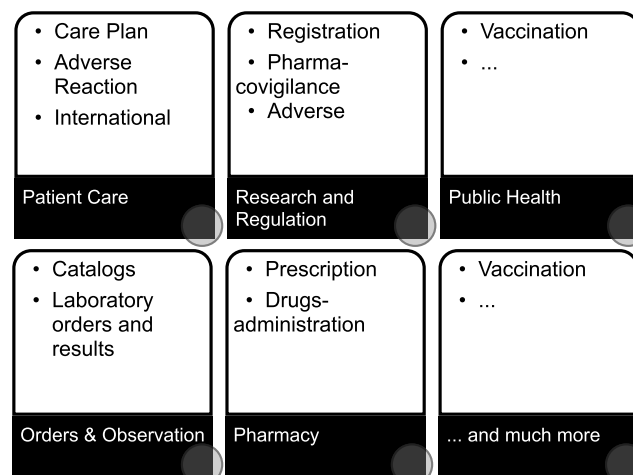 • Care Plan
• Adverse
Reaction
• International
Patient Care
• Registration
• Pharma-
covigilance
• Adverse
Research and
Regulation
• Vaccination
• ...
Public Health
• Catalogs
• Laboratory
orders and
results
Orders & Observation
• Prescription
• Drugs-
administration
Pharmacy
• Vaccination
• ...
... and much more